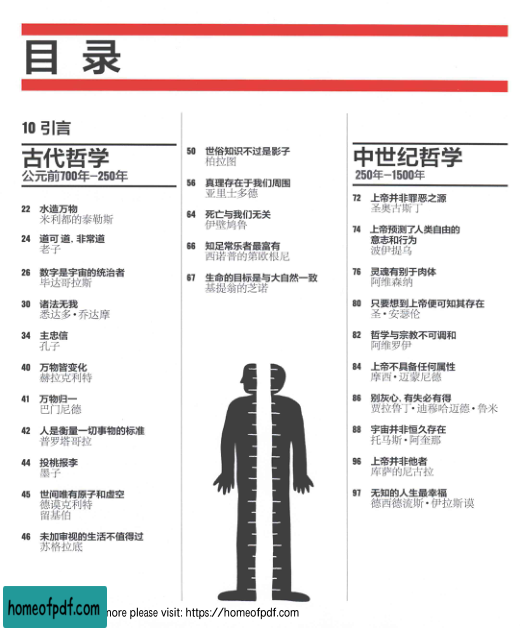 目 录
10 引言
古代哲学
公元前700年–250年
22 水造万物
米利都的泰勒斯
24 道可道,非常道
老子
26 数字是宇宙的统治者
毕达哥拉斯
30 诸法无我
悉达多·乔达摩
34 主忠信
孔子
40 万物皆变化
赫拉克利特
41 万物归一
巴门尼德
42 人是衡量一切事物的标准
普罗塔哥拉
44 投桃报李
墨子
45 世间唯有原子和虚空
德谟克利特
留基伯
46 未加审视的生活不值得过
苏格拉底
50 世俗知识不过是影子
柏拉图
56 真理存在于我们周围
亚里士多德
64 死亡与我们无关
伊壁鸠鲁
66 知足常乐者最富有
西诺普的第欧根尼
67 生命的目标是与大自然一致
基提翁的芝诺
中世纪哲学
250年–1500年
72 上帝并非罪恶之源
圣奥古斯丁
74 上帝预测了人类自由的
意志和行为
波伊提乌
76 灵魂有别于肉体
阿维森纳
80 只要想到上帝便可知其存在
圣·安瑟伦
82 哲学与宗教不可调和
阿维罗伊
84 上帝不具备任何属性
摩西·迈蒙尼德
86 别灰心,有失必有得
贾拉鲁丁·迪穆哈迈德·鲁米
88 宇宙并非恒久存在
托马斯·阿奎那
96 上帝并非他者
库萨的尼古拉
97 无知的人生最幸福
德西德流斯·伊拉斯谟
homeofpdf.com
more please visit: https://homeofpdf.com